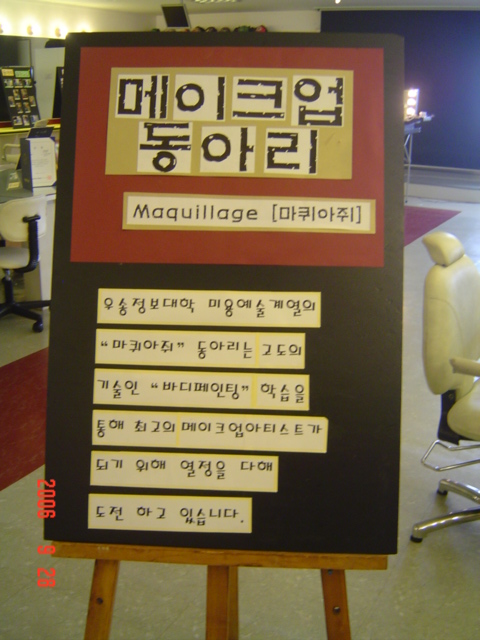 메이크업
동아리
Maquillage [마퀴아쥐]
우송정보대학 미용예술계열의
"마퀴아쥐" 동아리는 고도의
기술인 "바디페인팅" 학습을
통해 최고의 메이크업아티스트가
되기 위해 열정을 다해
도전 하고 있습니다.
2006 9 28